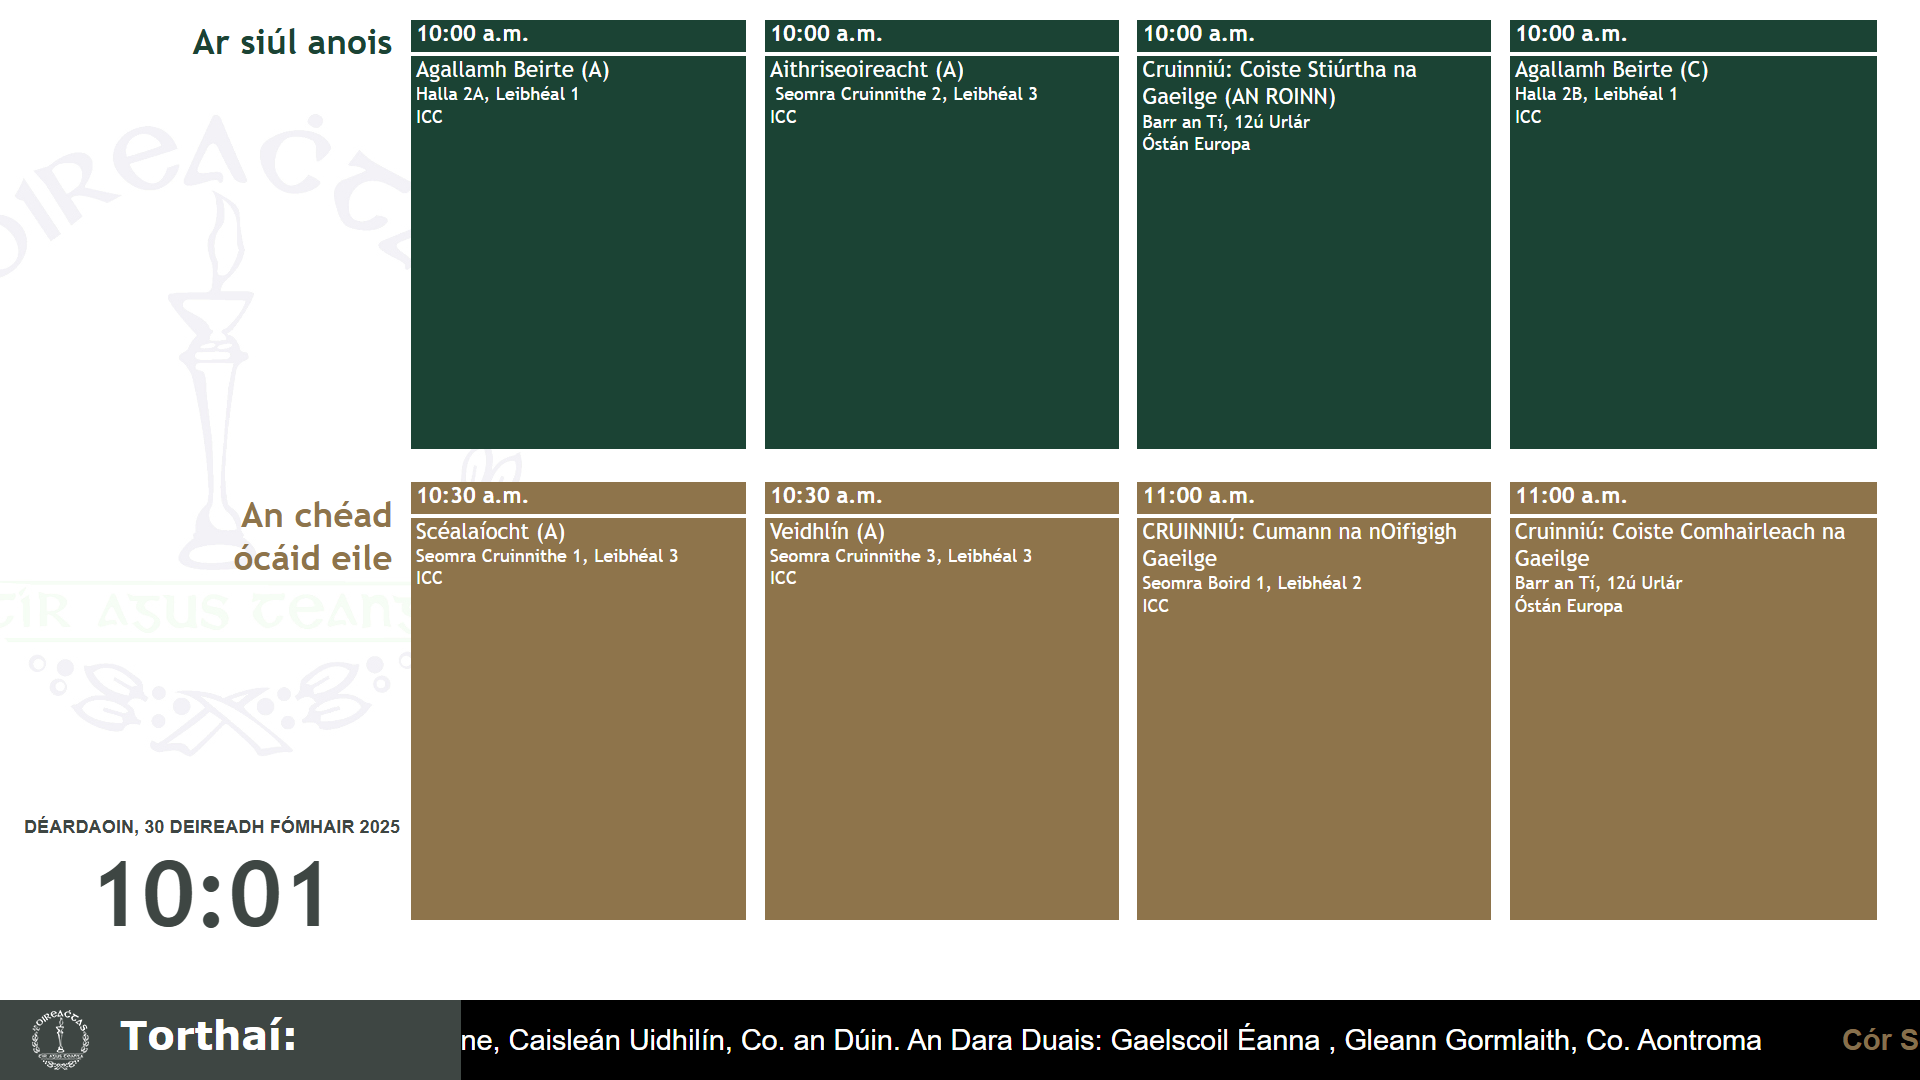 Ar siúl anois
10:00 a.m.
Agallamh Beirte (A)
Halla 2A, Leibhéal 1
ICC
10:00 a.m.
Aithriseoireacht (A)
Seomra Cruinnithe 2, Leibhéal 3
ICC
10:00 a.m.
Cruinniú: Coiste Stiúrtha na
Gaeilge (AN ROINN)
Barr an Tí, 12ú Urlár
Óstán Europa
10:00 a.m.
Agallamh Beirte (C)
Halla 2B, Leibhéal 1
ICC
An chéad
ócáid eile
10:30 a.m.
Scéalaíocht (A)
Seomra Cruinnithe 1, Leibhéal 3
ICC
10:30 a.m.
Veidhlín (A)
Seomra Cruinnithe 3, Leibhéal 3
ICC
11:00 a.m.
CRUINNIÚ: Cumann na nOifigigh
Gaeilge
Seomra Boird 1, Leibhéal 2
ICC
11:00 a.m.
Cruinniú: Coiste Comhairleach na
Gaeilge
Barr an Tí, 12ú Urlár
Óstán Europa
DÉARDAOIN, 30 DEIREADH FÓMHAIR 2025
10:01
Torthaí:
ne, Caisleán Uidhilín, Co. an Dúin. An Dara Duais: Gaelscoil Éanna , Gleann Gormlaith, Co. Aontroma
Cór S